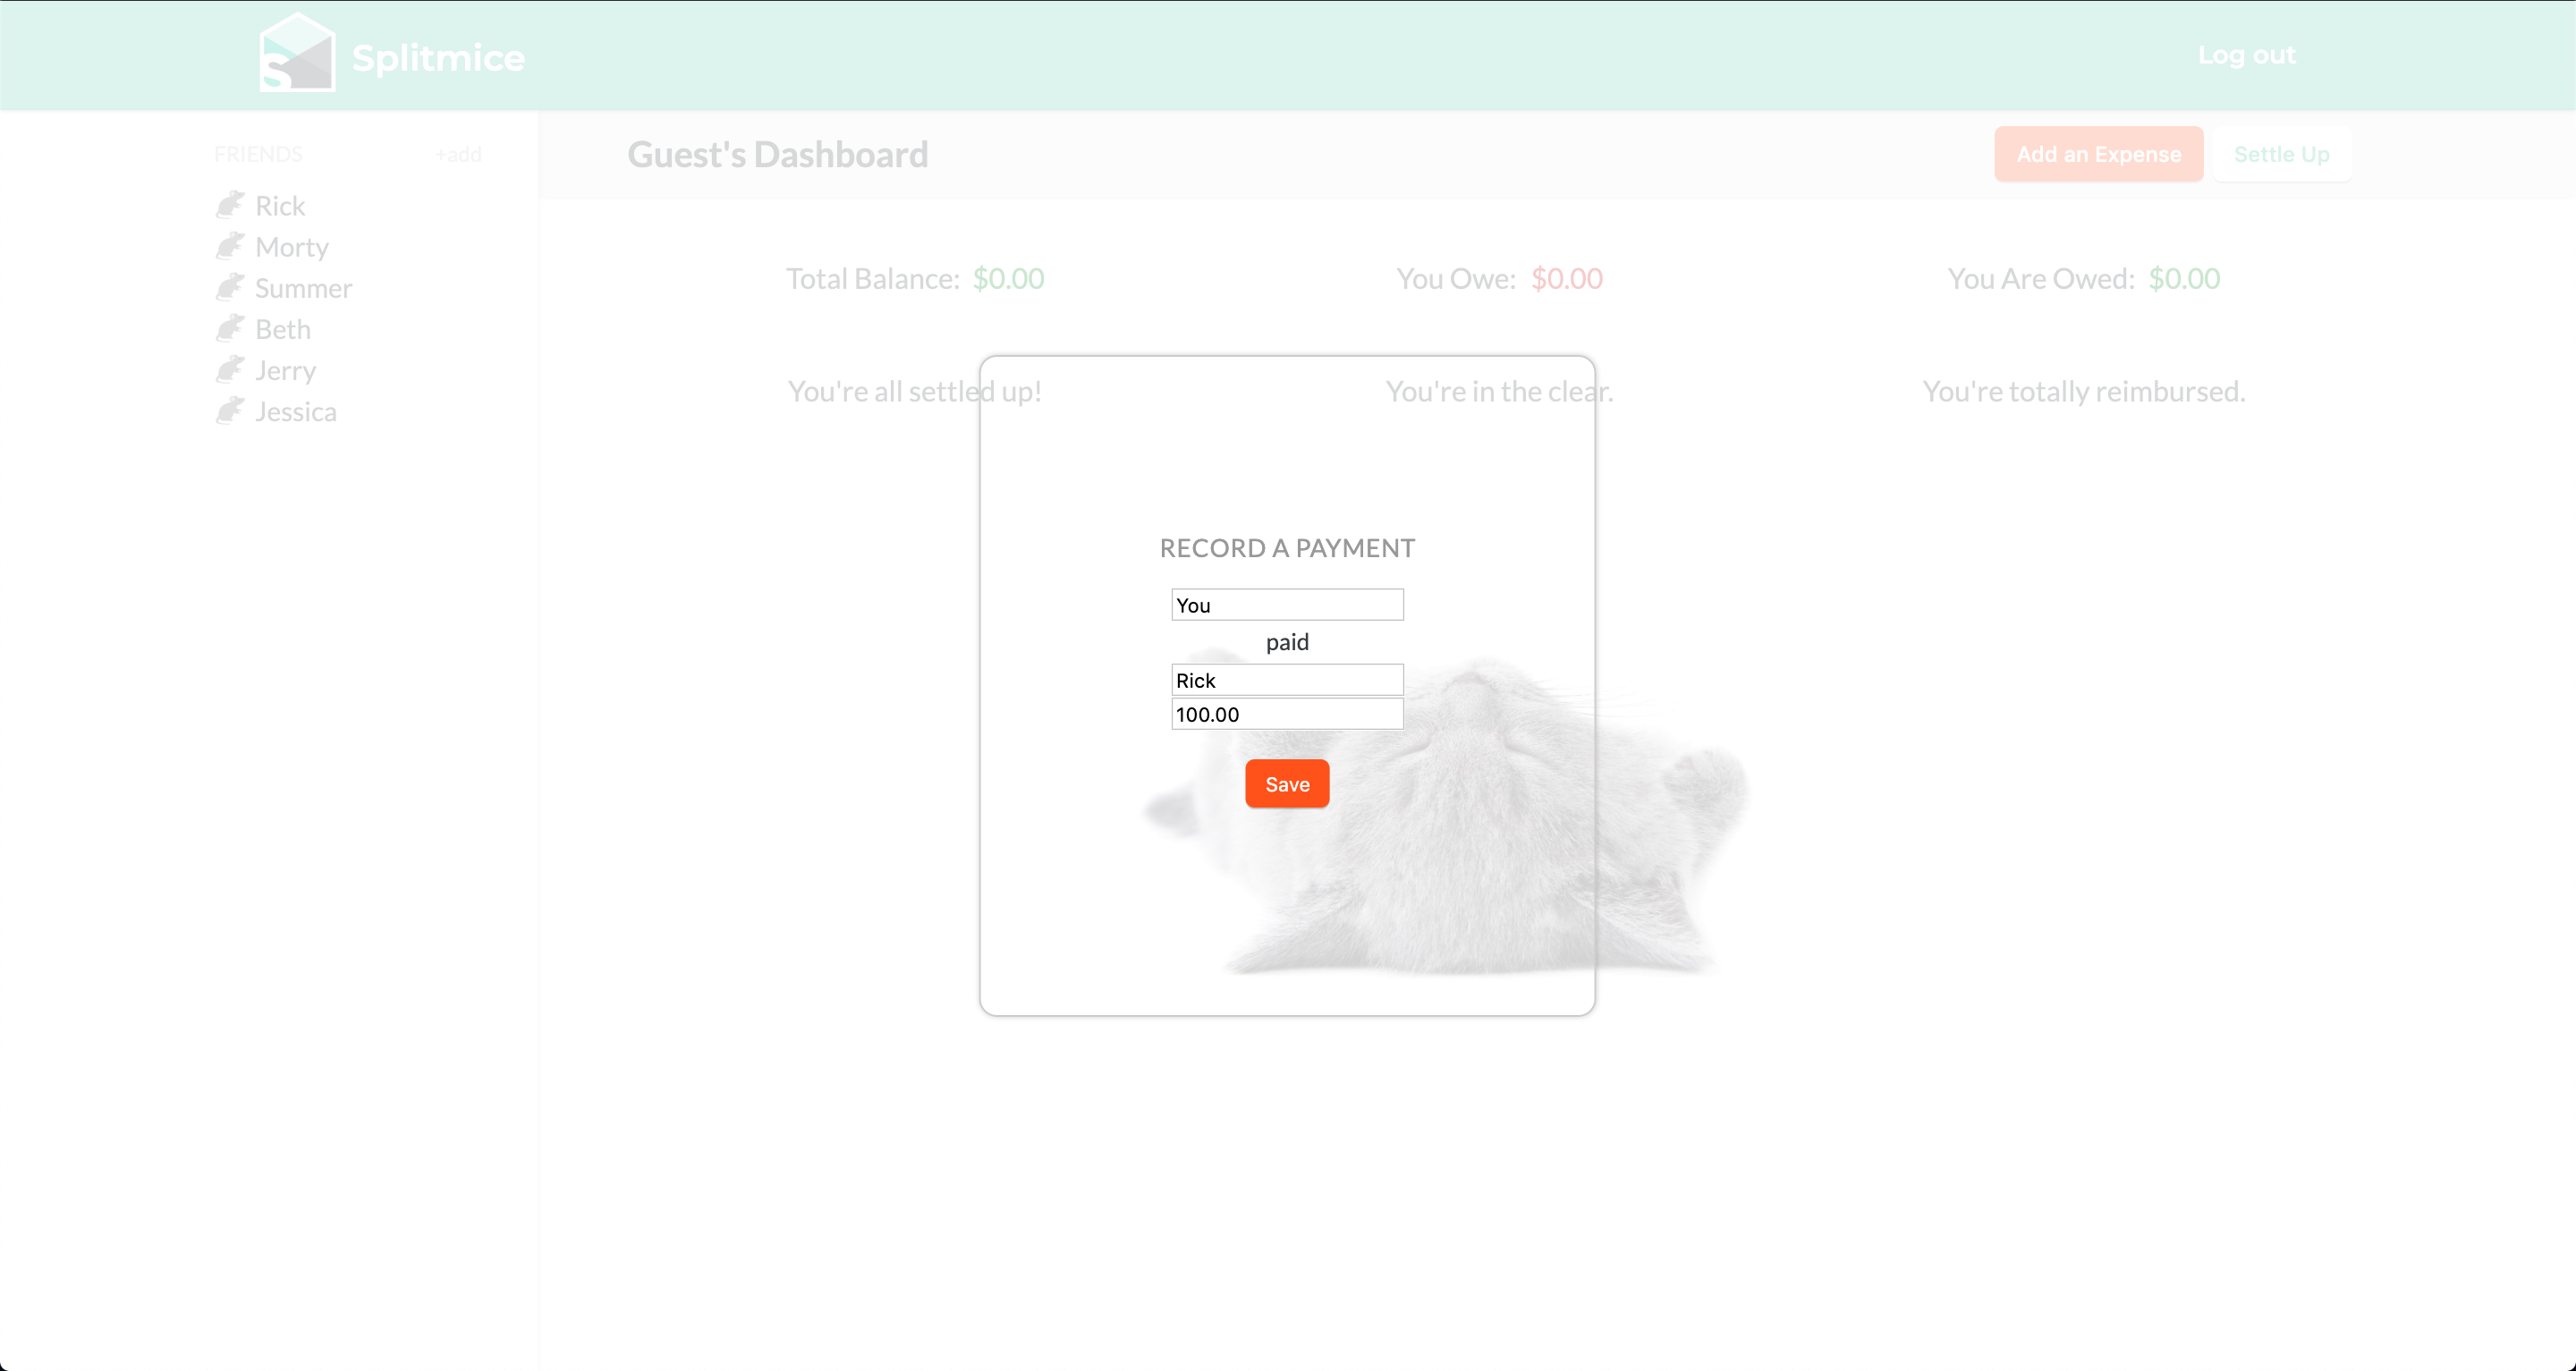 S Splitmice
Log out
FRIENDS +add
Rick
Morty
Summer
Beth
Jerry
Jessica
Guest's Dashboard
Add an Expense
Settle Up
Total Balance: $0.00
You Owe: $0.00
You Are Owed: $0.00
You're all settled up!
You're in the clear.
You're totally reimbursed.
RECORD A PAYMENT
You
paid
Rick
100.00
Save